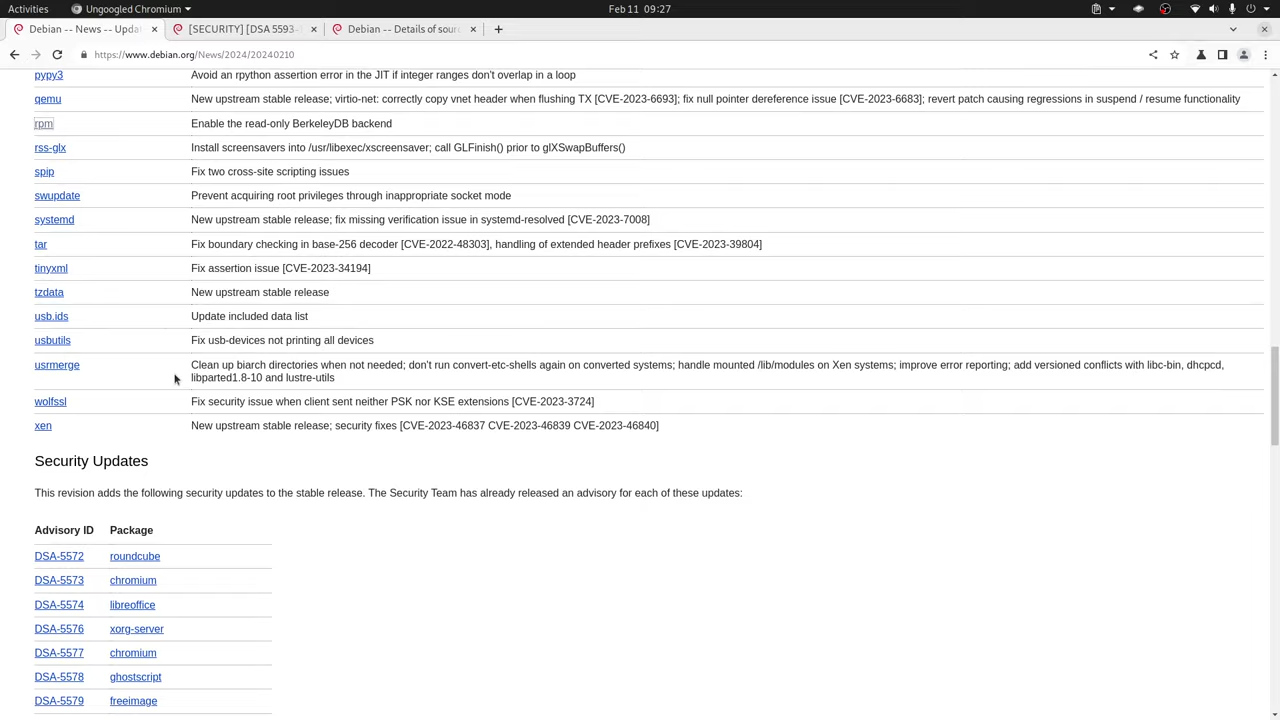 Activities Ungoogled Chromium Feb 11 09:27
Debian -- News -- Upda [SECURITY] [DSA 5593- Debian -- Details of sour
https://www.debian.org/News/2024/20240210
pypy3 Avoid an rpython assertion error in the JIT if integer ranges don't overlap in a loop
qemu New upstream stable release; virtio-net: correctly copy vnet header when flushing TX [CVE-2023-6693]; fix null pointer dereference issue [CVE-2023-6683]; revert patch causing regressions in suspend / resume functionality
rpm Enable the read-only BerkeleyDB backend
rss-glx Install screensavers into /usr/libexec/xscreensaver; call GLFinish() prior to glXSwapBuffers()
spip Fix two cross-site scripting issues
swupdate Prevent acquiring root privileges through inappropriate socket mode
systemd New upstream stable release; fix missing verification issue in systemd-resolved [CVE-2023-7008]
tar Fix boundary checking in base-256 decoder [CVE-2022-48303], handling of extended header prefixes [CVE-2023-39804]
tinyxml Fix assertion issue [CVE-2023-34194]
tzdata New upstream stable release
usb.ids Update included data list
usbutils Fix usb-devices not printing all devices
usrmerge Clean up biarch directories when not needed; don't run convert-etc-shells again on converted systems; handle mounted /lib/modules on Xen systems; improve error reporting; add versioned conflicts with libc-bin, dhcpcd,
libparted1.8-10 and lustre-utils
wolfssl Fix security issue when client sent neither PSK nor KSE extensions [CVE-2023-3724]
xen New upstream stable release; security fixes [CVE-2023-46837 CVE-2023-46839 CVE-2023-46840]
Security Updates
This revision adds the following security updates to the stable release. The Security Team has already released an advisory for each of these updates:
Advisory ID Package
DSA-5572 roundcube
DSA-5573 chromium
DSA-5574 libreoffice
DSA-5576 xorg-server
DSA-5577 chromium
DSA-5578 ghostscript
DSA-5579 freeimage